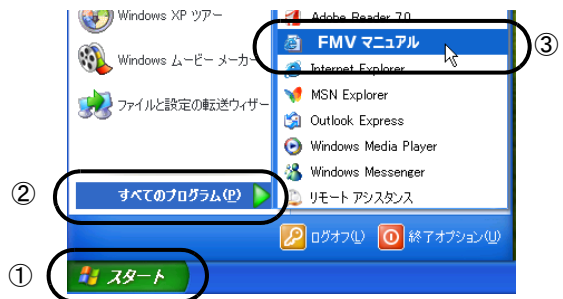 Windows XP ツアー
Windows ムービー メーカー
ファイルと設定の転送ウィザー
② すべてのプログラム(P)
① スタート
Adobe Reader 7.0
FMV マニュアル ③
Internet Explorer
MSN Explorer
Outlook Express
Windows Media Player
Windows Messenger
リモート アシスタンス
ログオフ(L) 終了オプション(U)